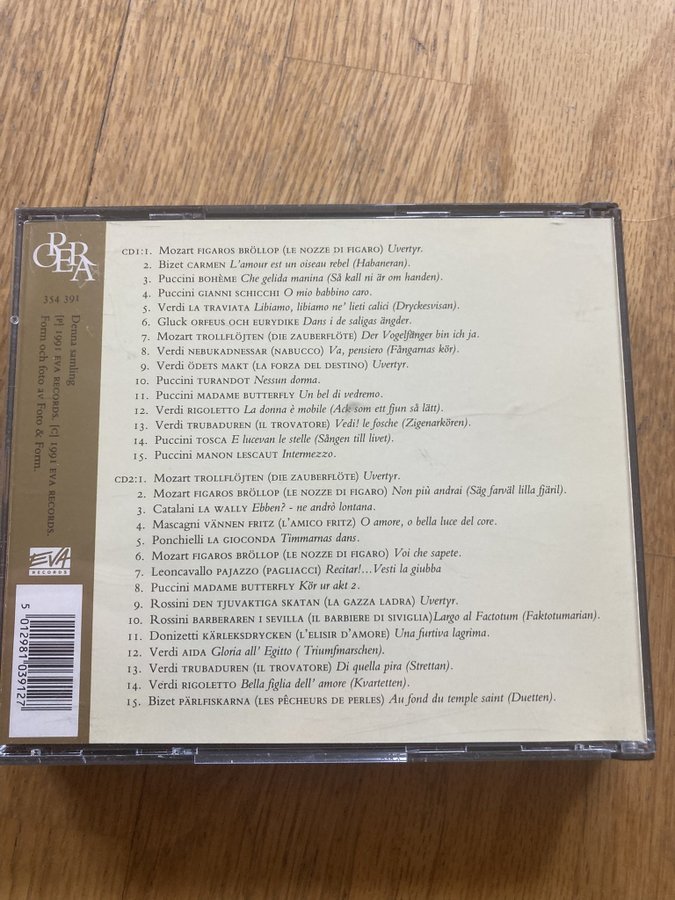 OPERA
354 391
Denna samling
[P] 1991 EVA RECORDS. [C] 1991 EVA RECORDS.
Form och foto av Foto & Form.
EVA
RECORDS
5 012981 039127
CD1:1. Mozart FIGAROS BRÖLLOP (LE NOZZE DI FIGARO) Uvertyr.
2. Bizet CARMEN L'amour est un oiseau rebel (Habaneran).
3. Puccini BOHÈME Che gelida manina (Så kall ni är om handen).
4. Puccini GIANNI SCHICCHI O mio babbino caro.
5. Verdi LA TRAVIATA Libiamo, libiamo ne' lieti calici (Dryckesvisan).
6. Gluck ORFEUS OCH EURYDIKE Dans i de saligas ängder.
7. Mozart TROLLFLÖJTEN (DIE ZAUBERFLÖTE) Der Vogelfänger bin ich ja.
8. Verdi NEBUKADNESSAR (NABUCCO) Va, pensiero (Fångarnas kör).
9. Verdi ÖDETS MAKT (LA FORZA DEL DESTINO) Uvertyr.
10. Puccini TURANDOT Nessun dorma.
11. Puccini MADAME BUTTERFLY Un bel di vedremo.
12. Verdi RIGOLETTO La donna è mobile (Ack som ett fjun så lätt).
13. Verdi TRUBADUREN (IL TROVATORE) Vedi! le fosche (Zigenarkören).
14. Puccini TOSCA E lucevan le stelle (Sången till livet).
15. Puccini MANON LESCAUT Intermezzo.
CD2:1. Mozart TROLLFLÖJTEN (DIE ZAUBERFLÖTE) Uvertyr.
2. Mozart FIGAROS BRÖLLOP (LE NOZZE DI FIGARO) Non più andrai (Säg farväl lilla fjäril).
3. Catalani LA WALLY Ebben? - ne andrò lontana.
4. Mascagni VÄNNEN FRITZ (L'AMICO FRITZ) O amore, o bella luce del core.
5. Ponchielli LA GIOCONDA Timmarnas dans.
6. Mozart FIGAROS BRÖLLOP (LE NOZZE DI FIGARO) Voi che sapete.
7. Leoncavallo PAJAZZO (PAGLIACCI) Recitar!...Vesti la giubba
8. Puccini MADAME BUTTERFLY Kör ur akt 2.
9. Rossini DEN TJUVAKTIGA SKATAN (LA GAZZA LADRA) Uvertyr.
10. Rossini BARBERAREN I SEVILLA (IL BARBIERE DI SIVIGLIA)Largo al Factotum (Faktotumarian).
11. Donizetti KÄRLEKSDRYCKEN (L'ELISIR D'AMORE) Una furtiva lagrima.
12. Verdi AIDA Gloria all' Egitto ( Triumfmarschen).
13. Verdi TRUBADUREN (IL TROVATORE) Di quella pira (Strettan).
14. Verdi RIGOLETTO Bella figlia dell' amore (Kvartetten).
15. Bizet PÄRLFISKARNA (LES PÊCHEURS DE PERLES) Au fond du temple saint (Duetten).